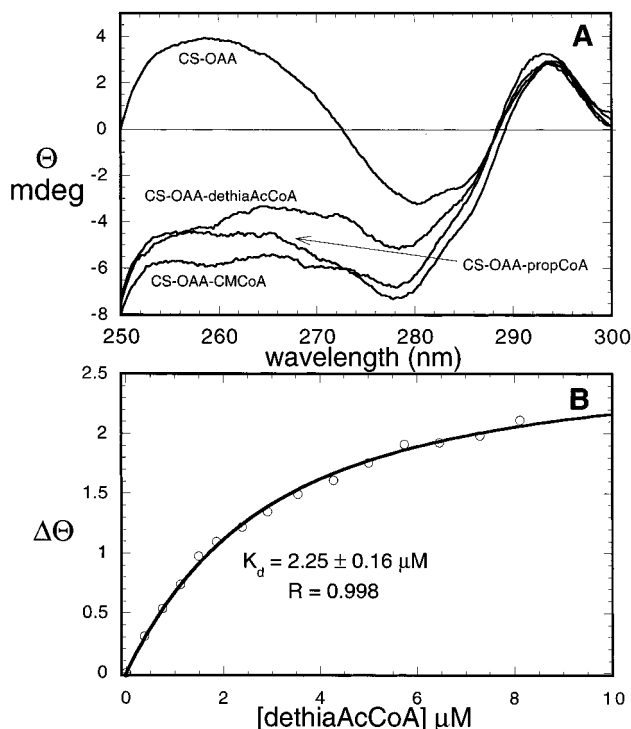 A
4
2
0
-2
-4
-6
-8
Θ
mdeg
CS-OAA
CS-OAA-dethiaAcCoA
CS-OAA-propCoA
CS-OAA-CMCoA
250 260 270 280 290 300
wavelength (nm)
B
2.5
2
1.5
1
0.5
0
ΔΘ
K_d = 2.25 ± 0.16 μM
R = 0.998
0 2 4 6 8 10
[dethiaAcCoA] μM